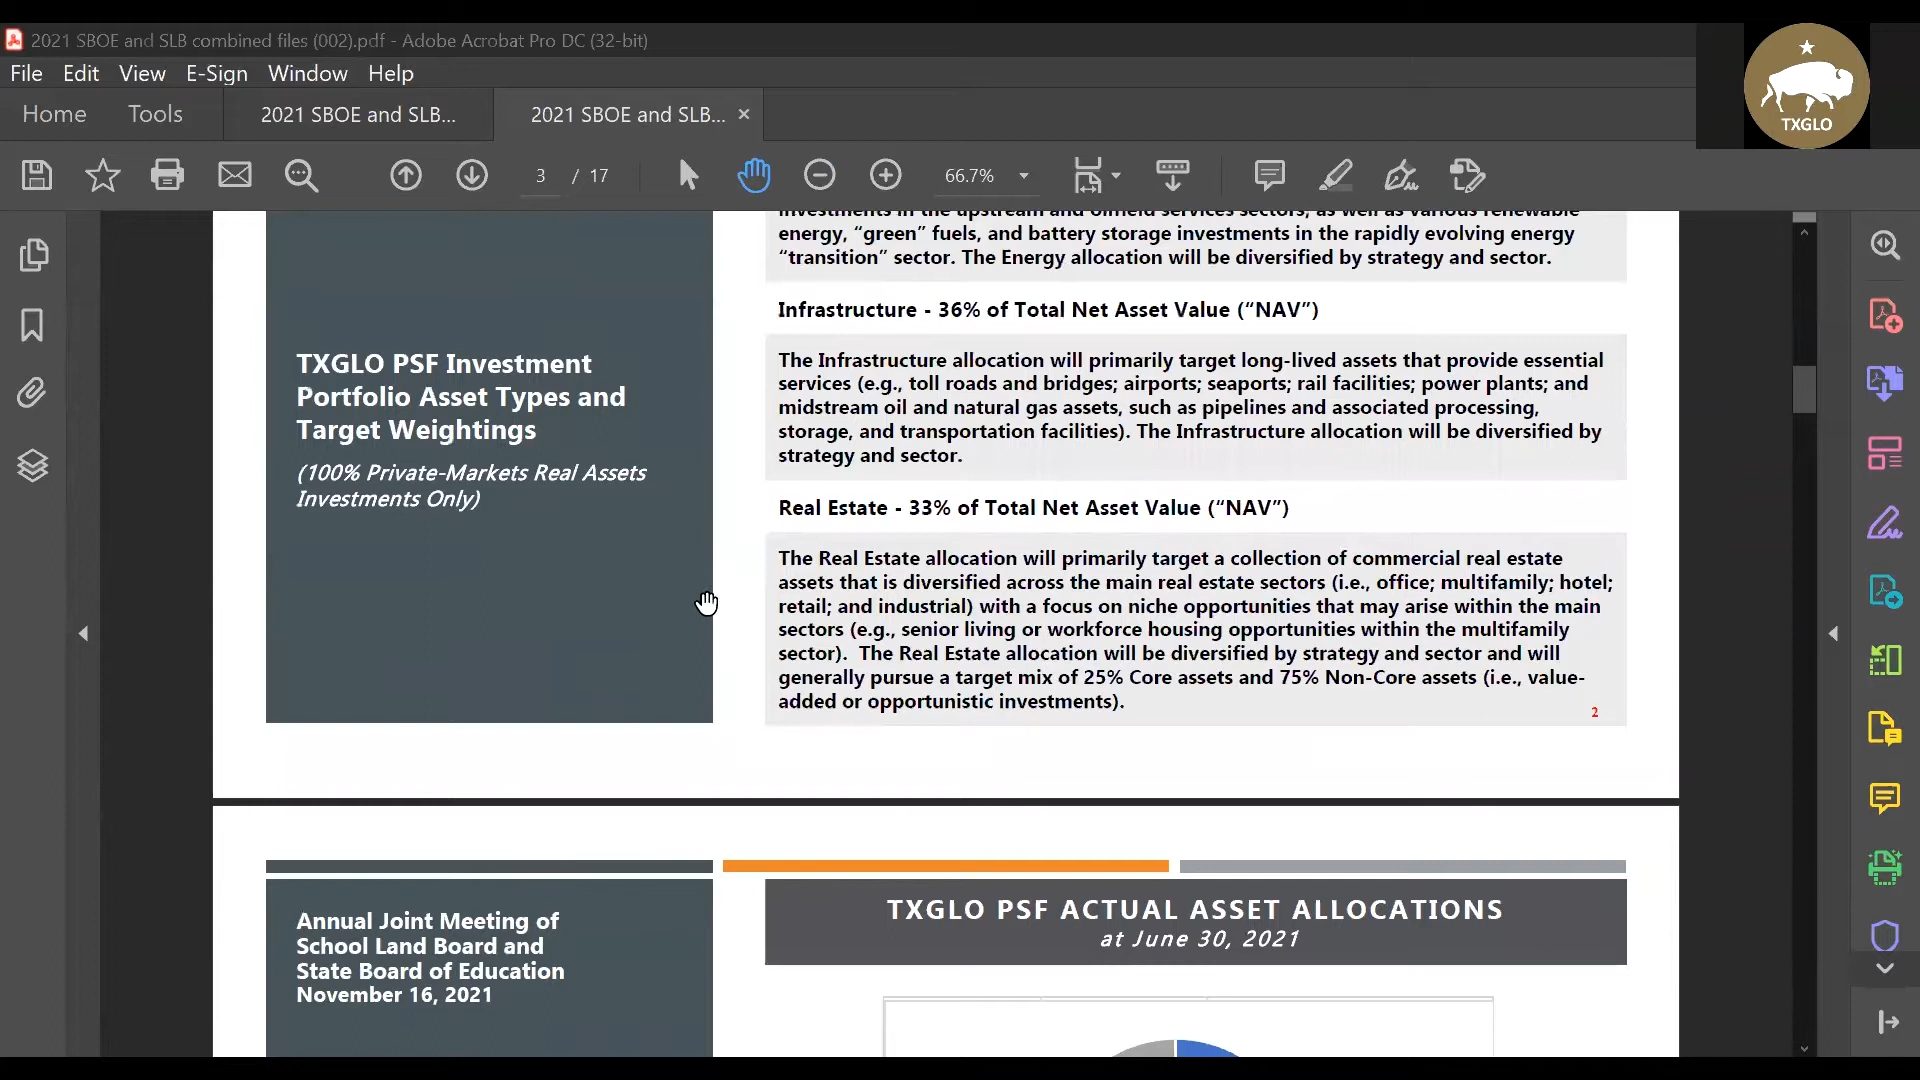 2021 SBOE and SLB combined files (002).pdf - Adobe Acrobat Pro DC (32-bit)
File Edit View E-Sign Window Help
Home Tools 2021 SBOE and SLB... 2021 SBOE and SLB... ×
3 / 17 66.7%
TXGLO
investments in the upstream and oilfield services sectors, as well as various renewable
energy, “green” fuels, and battery storage investments in the rapidly evolving energy
“transition” sector. The Energy allocation will be diversified by strategy and sector.
Infrastructure - 36% of Total Net Asset Value (“NAV”)
The Infrastructure allocation will primarily target long-lived assets that provide essential
services (e.g., toll roads and bridges; airports; seaports; rail facilities; power plants; and
midstream oil and natural gas assets, such as pipelines and associated processing,
storage, and transportation facilities). The Infrastructure allocation will be diversified by
strategy and sector.
Real Estate - 33% of Total Net Asset Value (“NAV”)
The Real Estate allocation will primarily target a collection of commercial real estate
assets that is diversified across the main real estate sectors (i.e., office; multifamily; hotel;
retail; and industrial) with a focus on niche opportunities that may arise within the main
sectors (e.g., senior living or workforce housing opportunities within the multifamily
sector).  The Real Estate allocation will be diversified by strategy and sector and will
generally pursue a target mix of 25% Core assets and 75% Non-Core assets (i.e., value-
added or opportunistic investments).
2
TXGLO PSF Investment
Portfolio Asset Types and
Target Weightings
(100% Private-Markets Real Assets
Investments Only)
Annual Joint Meeting of
School Land Board and
State Board of Education
November 16, 2021
TXGLO PSF ACTUAL ASSET ALLOCATIONS
at June 30, 2021